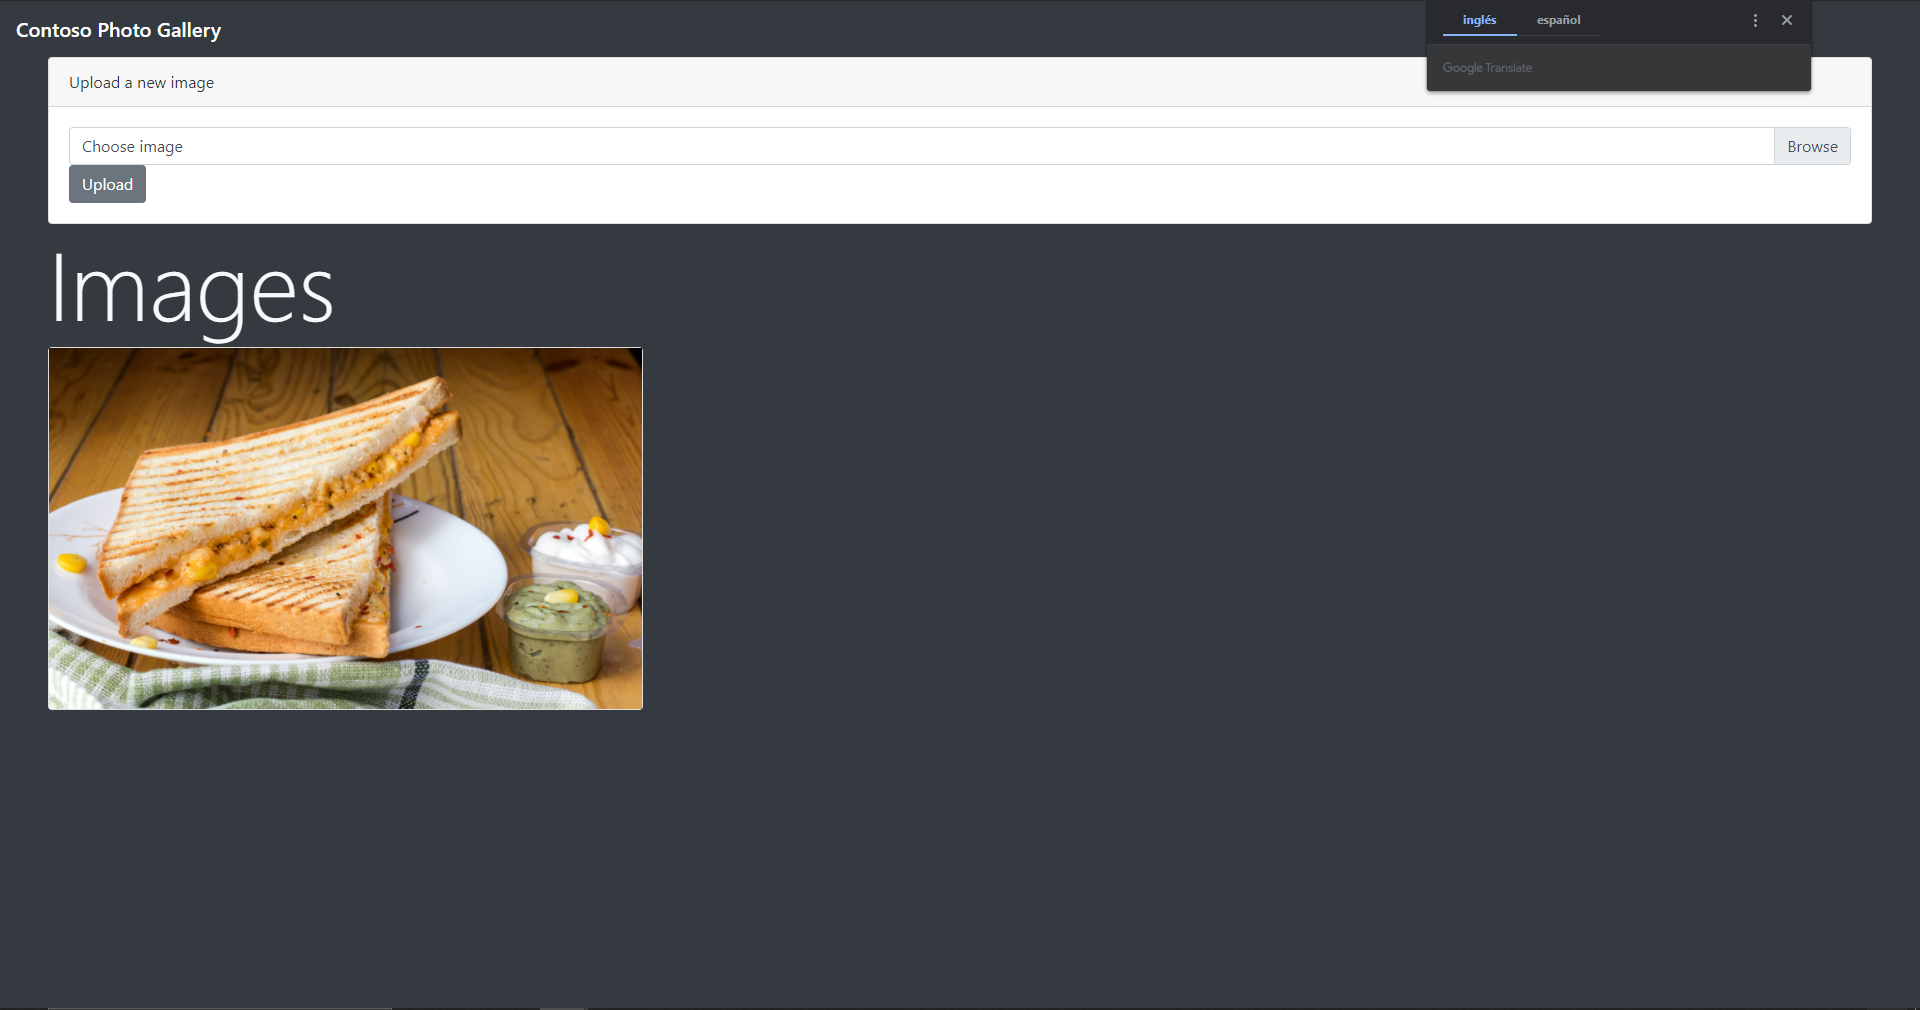 Contoso Photo Gallery
inglés español
Google Translate
Upload a new image
Choose image Browse
Upload
Images